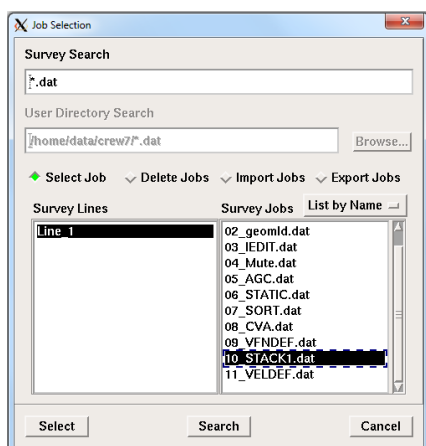 Job Selection
Survey Search
*.dat
User Directory Search
/home/data/crew7/*.dat
Browse...
Select Job Delete Jobs Import Jobs Export Jobs
Survey Lines
Survey Jobs List by Name
Line_1
02_geomld.dat
03_IEDIT.dat
04_Mute.dat
05_AGC.dat
06_STATIC.dat
07_SORT.dat
08_CVA.dat
09_VFNDEF.dat
10_STACK1.dat
11_VELDEF.dat
Select Search Cancel